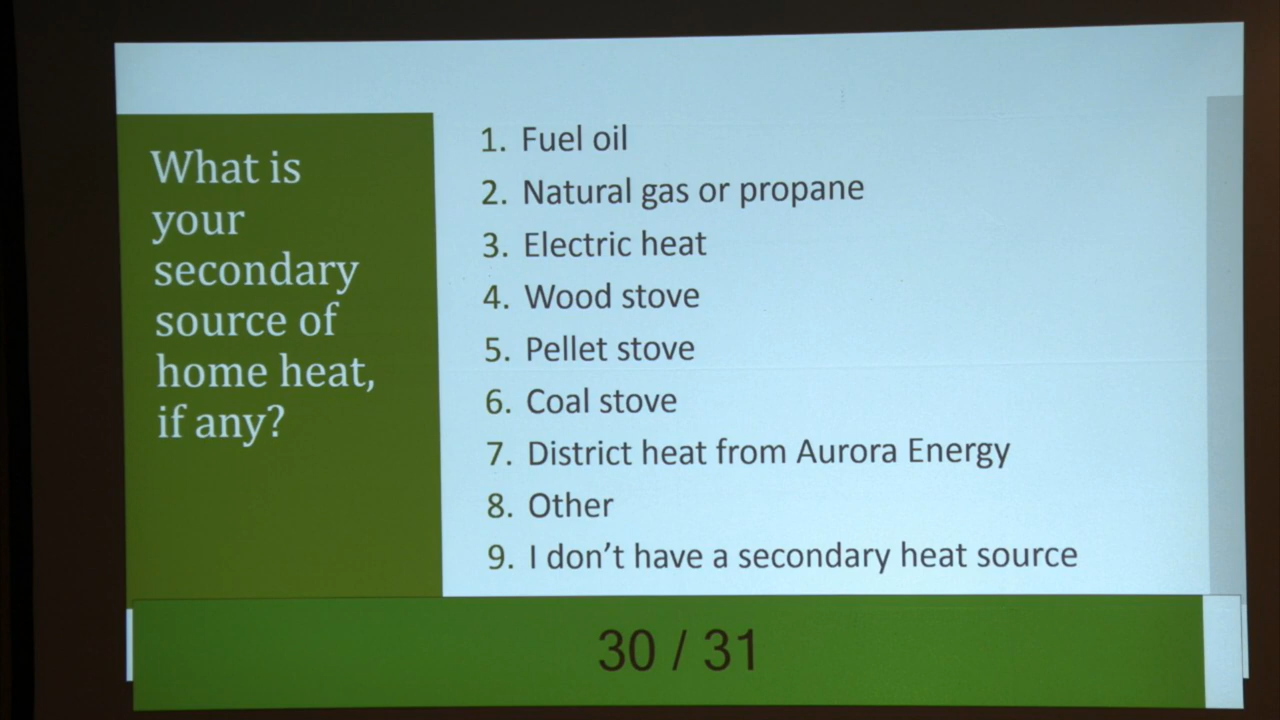 What is
your
secondary
source of
home heat,
if any?
1. Fuel oil
2. Natural gas or propane
3. Electric heat
4. Wood stove
5. Pellet stove
6. Coal stove
7. District heat from Aurora Energy
8. Other
9. I don’t have a secondary heat source
30 / 31